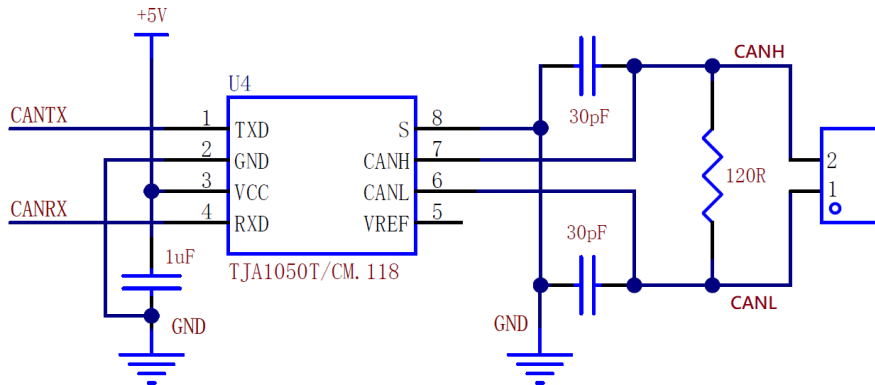 +5V
U4
CANTX
1
TXD
S
8
2
GND
CANH
7
3
VCC
CANL
6
CANRX
4
RXD
VREF
5
TJA1050T/CM.118
1uF
GND
30pF
30pF
GND
CANH
120R
CANL
2
1